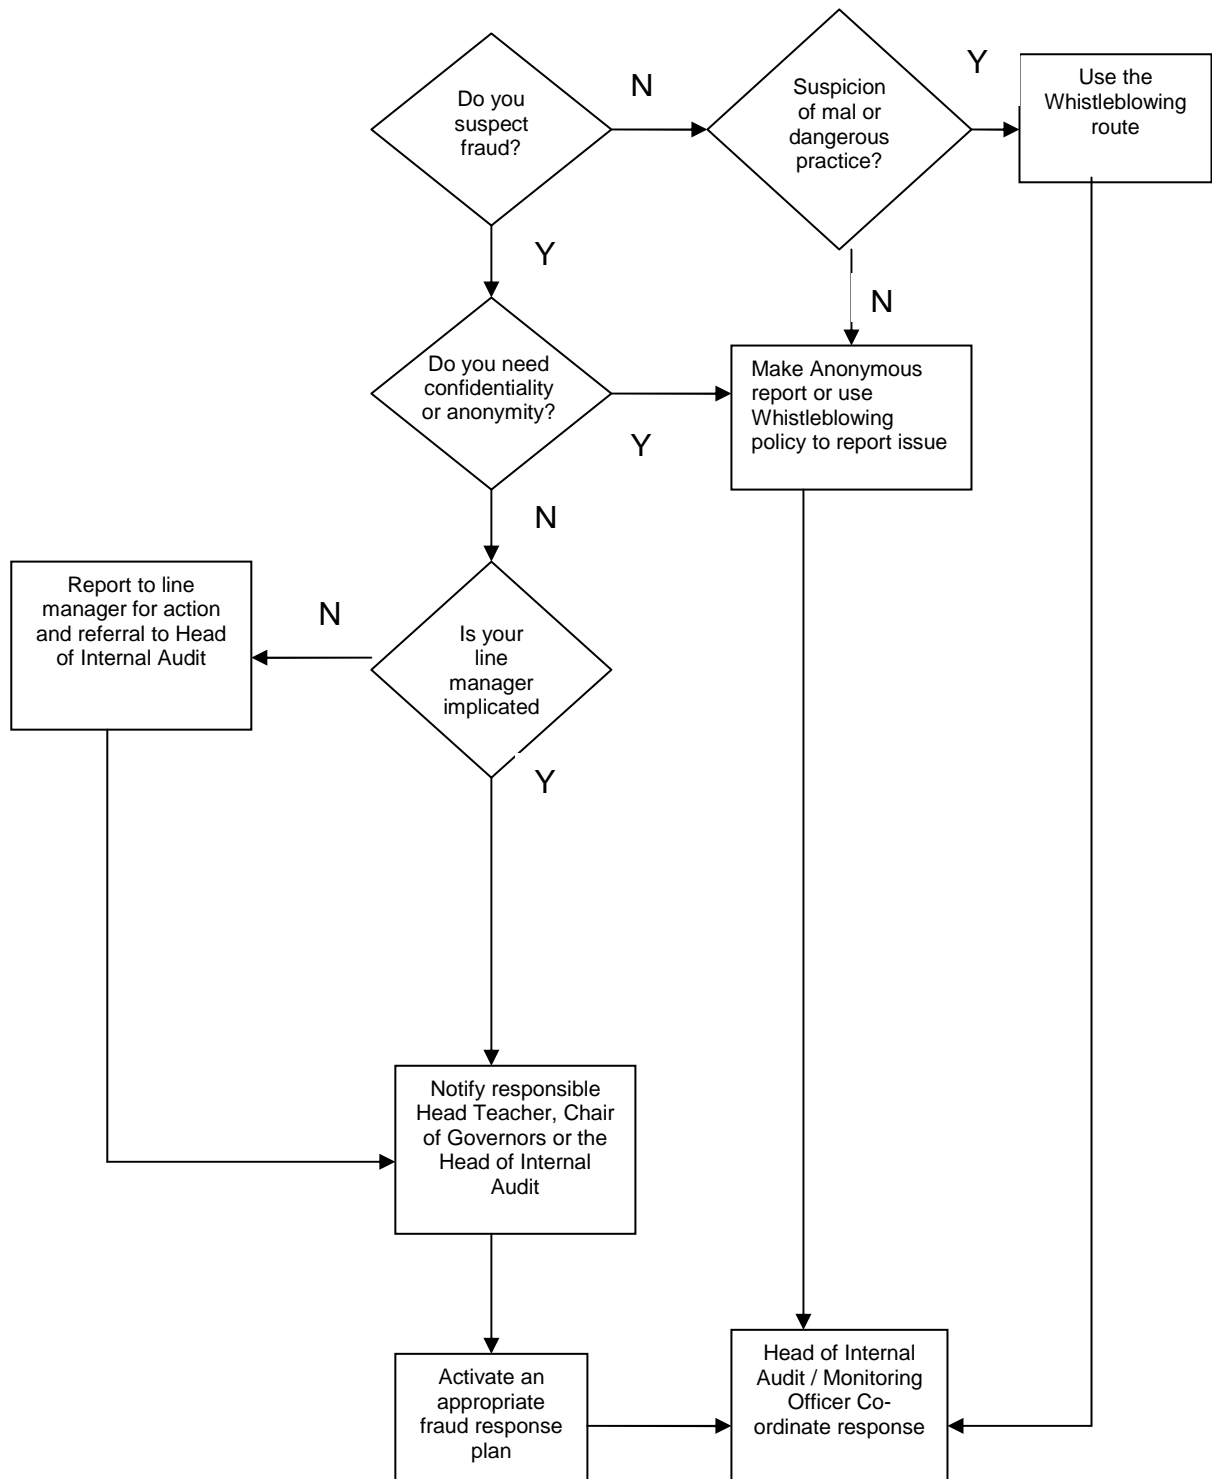 Do you
suspect
fraud?
N
Suspicion
of mal or
dangerous
practice?
Y
Use the
Whistleblowing
route
Y
N
Do you need
confidentiality
or anonymity?
Y
Make Anonymous
report or use
Whistleblowing
policy to report issue
N
Report to line
manager for action
and referral to Head
of Internal Audit
N
Is your
line
manager
implicated
Y
Notify responsible
Head Teacher, Chair
of Governors or the
Head of Internal
Audit
Activate an
appropriate
fraud response
plan
Head of Internal
Audit / Monitoring
Officer Co-
ordinate response